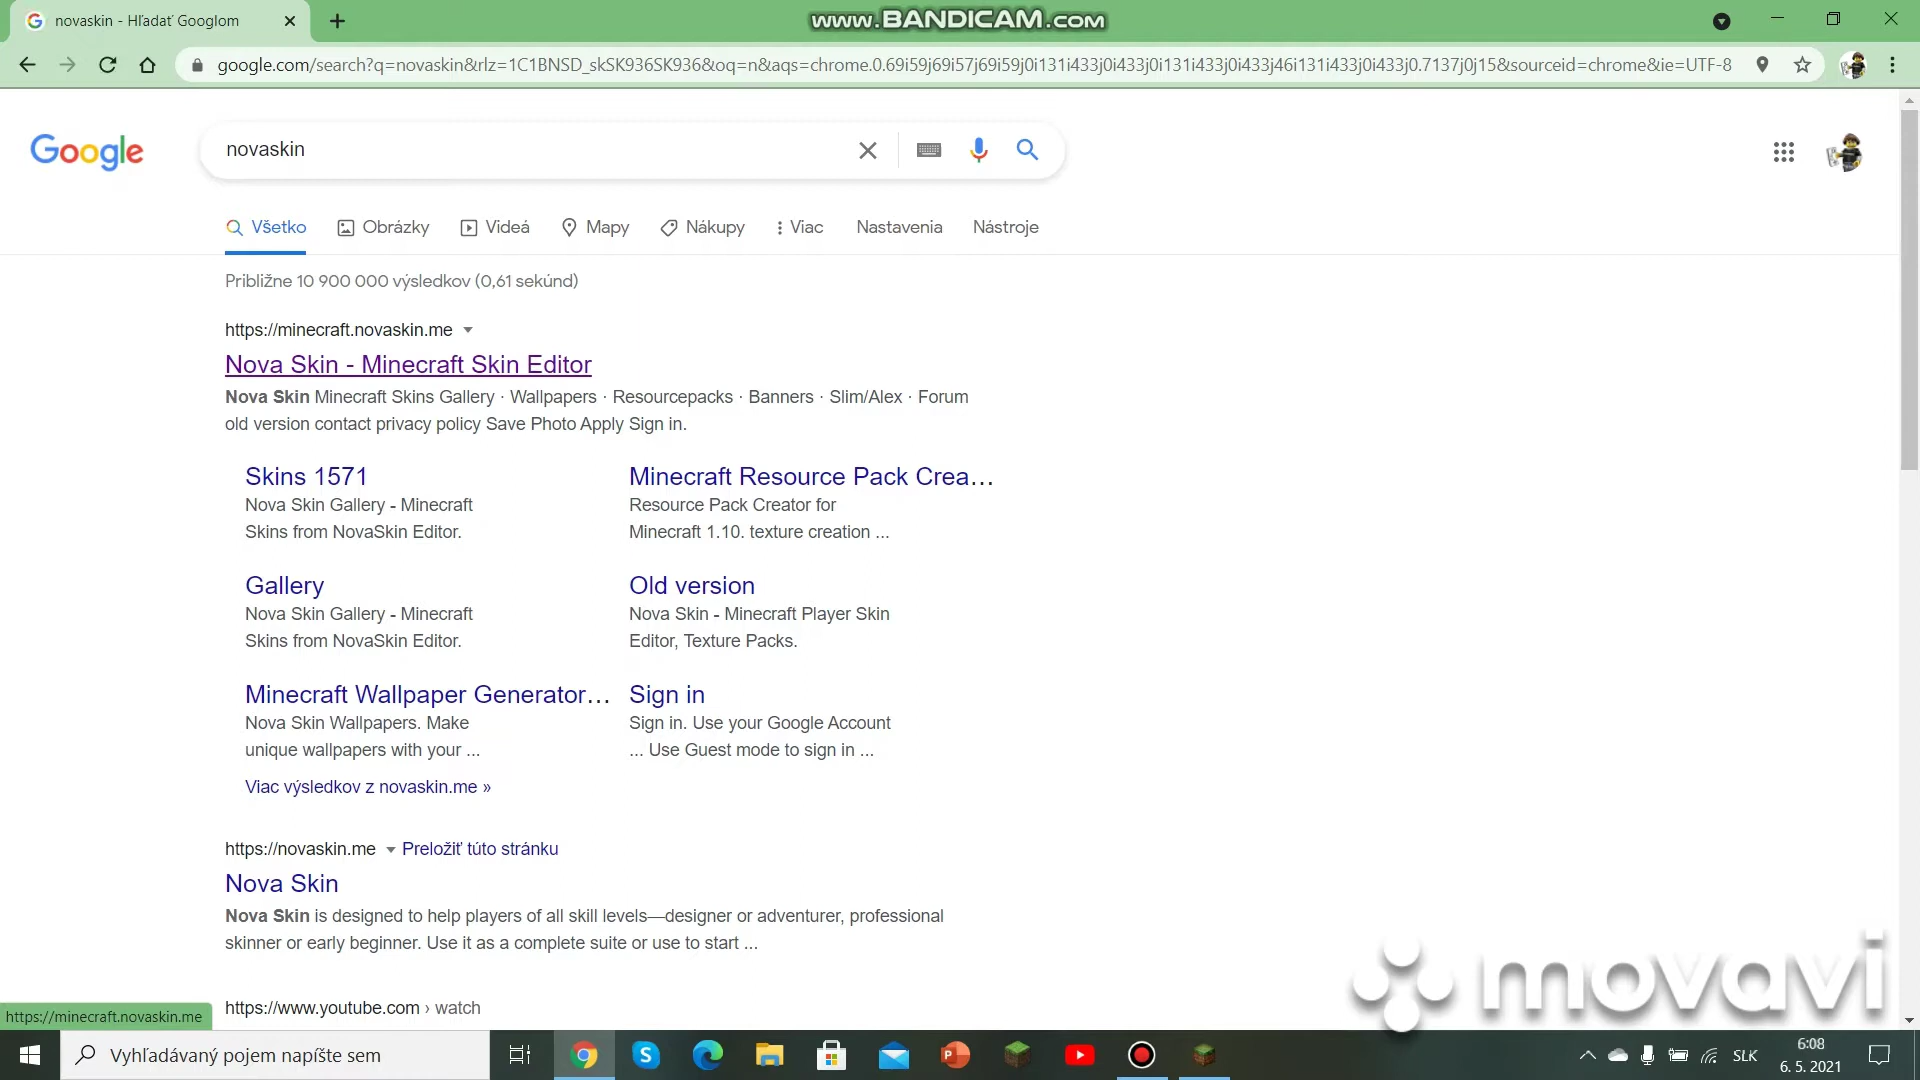 novaskin - Hľadať Googlom
www.BANDICAM.COM
google.com/search?q=novaskin&rlz=1C1BNSD_skSK936SK936&oq=n&aqs=chrome.0.69i59j69i57j69i59j0i131i433j0i433j0i131i433j0i433j46i131i433j0i433j0.7137j0j15&sourceid=chrome&ie=UTF-8
Google
novaskin
Všetko
Obrázky
Videá
Mapy
Nákupy
Viac
Nastavenia
Nástroje
Približne 10 900 000 výsledkov (0,61 sekúnd)
https://minecraft.novaskin.me
Nova Skin - Minecraft Skin Editor
Nova Skin Minecraft Skins Gallery · Wallpapers · Resourcepacks · Banners · Slim/Alex · Forum
old version contact privacy policy Save Photo Apply Sign in.
Skins 1571
Nova Skin Gallery - Minecraft
Skins from NovaSkin Editor.
Minecraft Resource Pack Crea...
Resource Pack Creator for
Minecraft 1.10. texture creation ...
Gallery
Nova Skin Gallery - Minecraft
Skins from NovaSkin Editor.
Old version
Nova Skin - Minecraft Player Skin
Editor, Texture Packs.
Minecraft Wallpaper Generator...
Nova Skin Wallpapers. Make
unique wallpapers with your ...
Sign in
Sign in. Use your Google Account
... Use Guest mode to sign in ...
Viac výsledkov z novaskin.me »
https://novaskin.me
Preložiť túto stránku
Nova Skin
Nova Skin is designed to help players of all skill levels—designer or adventurer, professional
skinner or early beginner. Use it as a complete suite or use to start ...
https://www.youtube.com › watch
https://minecraft.novaskin.me
movavi
Vyhľadávaný pojem napíšte sem
SLK
6:08
6. 5. 2021